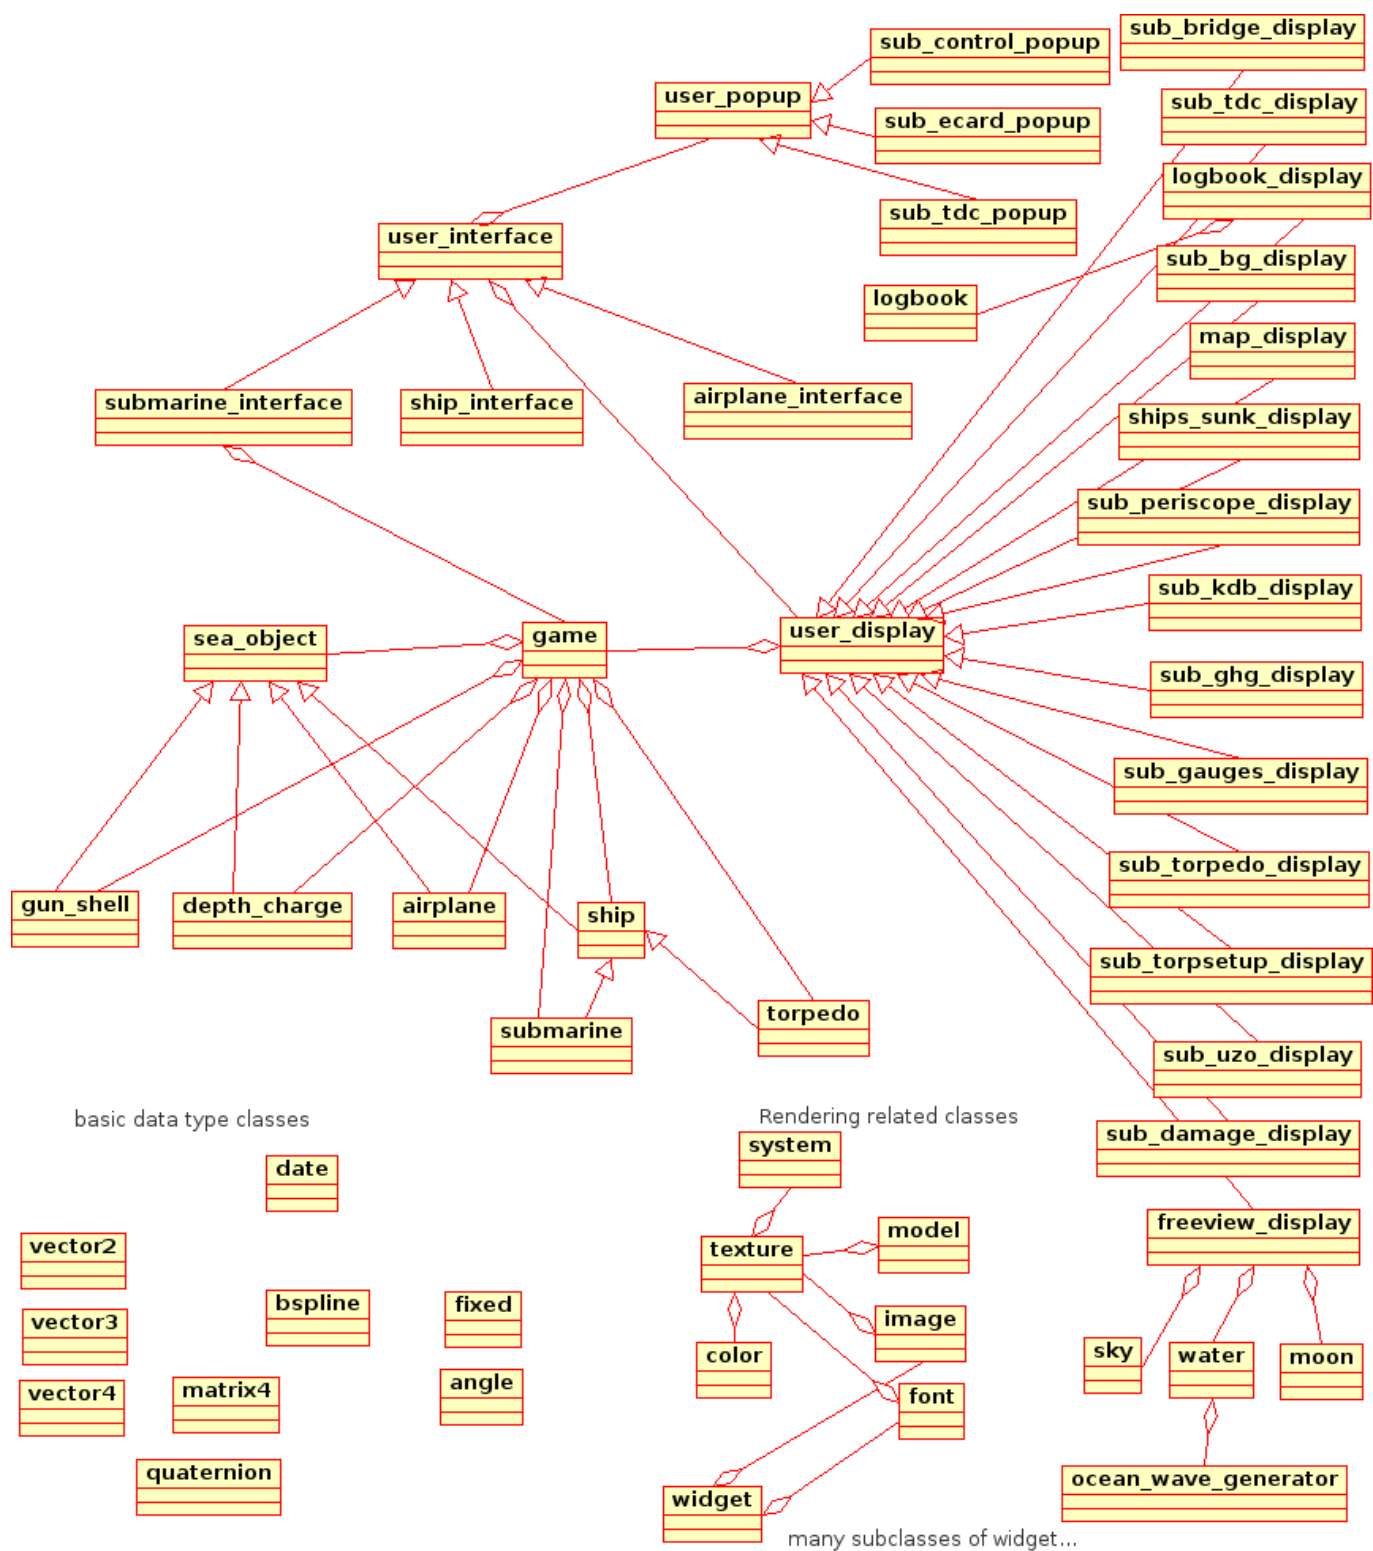 sub_bridge_display
sub_control_popup
user_popup
sub_tdc_display
sub_ecard_popup
logbook_display
sub_tdc_popup
user_interface
sub_bg_display
logbook
map_display
submarine_interface
ship_interface
airplane_interface
ships_sunk_display
sub_periscope_display
sub_kdb_display
sea_object
game
user_display
sub_ghg_display
sub_gauges_display
sub_torpedo_display
gun_shell
depth_charge
airplane
ship
sub_torpsetup_display
submarine
torpedo
sub_uzo_display
basic data type classes
Rendering related classes
sub_damage_display
system
date
freeview_display
vector2
texture
model
bspline
fixed
vector3
image
color
sky
water
moon
vector4
matrix4
angle
font
quaternion
ocean_wave_generator
widget
many subclasses of widget...